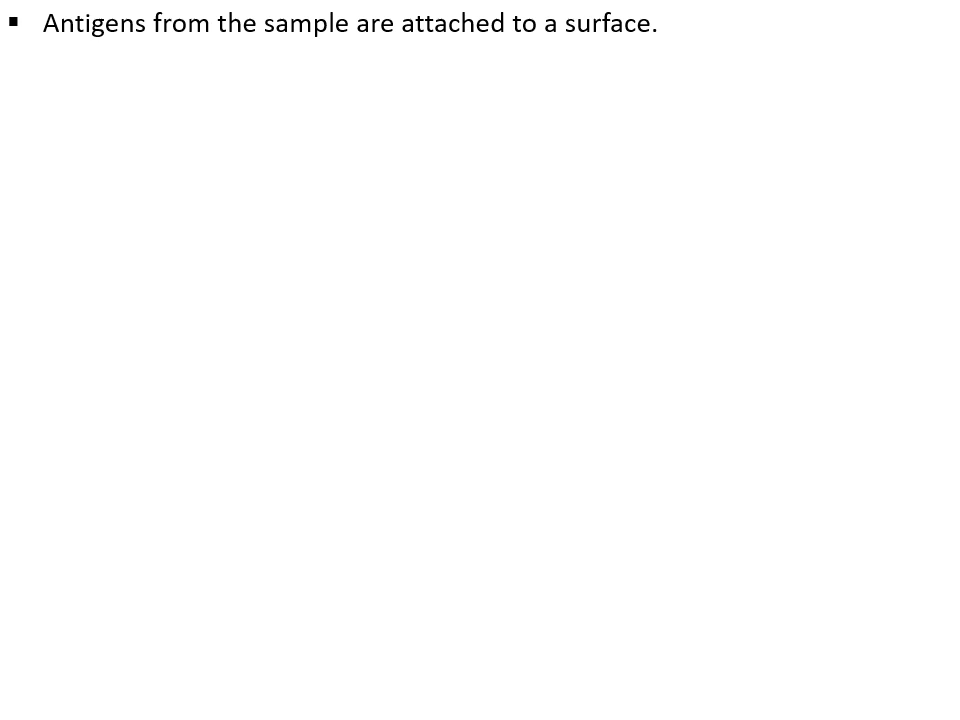 ▪ Antigens from the sample are attached to a surface.